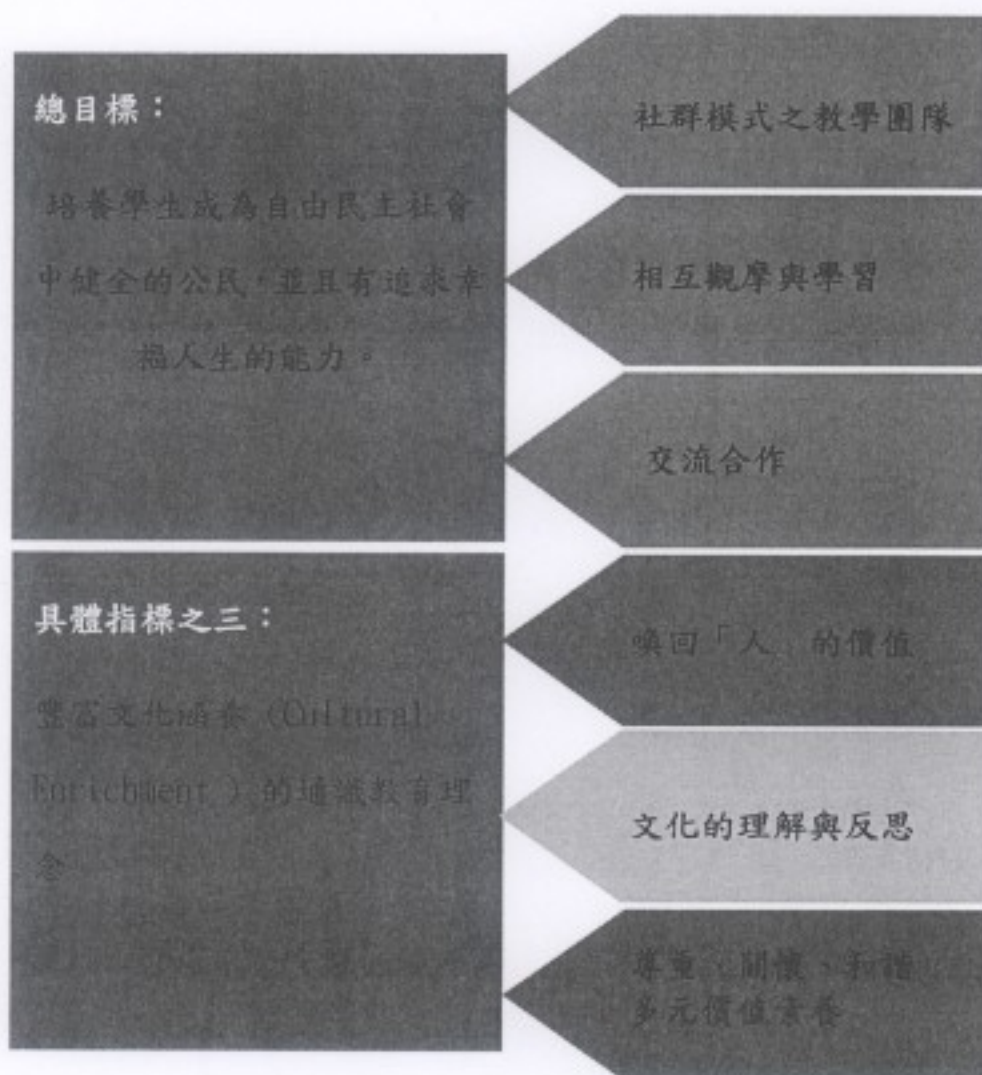 總目標：
培養學生成為自由民主社會
中健全的公民，並且有追求幸
福人生的能力。
具體指標之三：
豐富文化涵養 (Cultural
Enrichment ) 的通識教育理
念
社群模式之教學團隊
相互觀摩與學習
交流合作
喚回「人」的價值
文化的理解與反思
尊重、關懷、和諧
多元價值素養